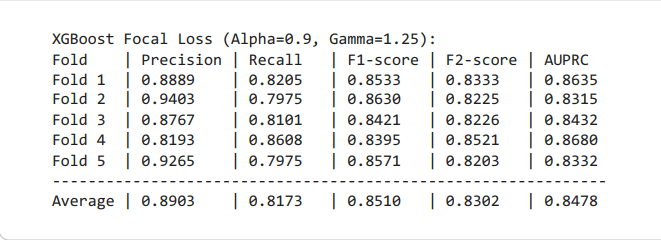 XGBoost Focal Loss (Alpha=0.9, Gamma=1.25):
Fold    | Precision | Recall   | F1-score | F2-score | AUPRC
Fold 1  | 0.8889    | 0.8205   | 0.8533   | 0.8333   | 0.8635
Fold 2  | 0.9403    | 0.7975   | 0.8630   | 0.8225   | 0.8315
Fold 3  | 0.8767    | 0.8101   | 0.8421   | 0.8226   | 0.8432
Fold 4  | 0.8193    | 0.8608   | 0.8395   | 0.8521   | 0.8680
Fold 5  | 0.9265    | 0.7975   | 0.8571   | 0.8203   | 0.8332
--------------------------------------------------------------
Average | 0.8903    | 0.8173   | 0.8510   | 0.8302   | 0.8478